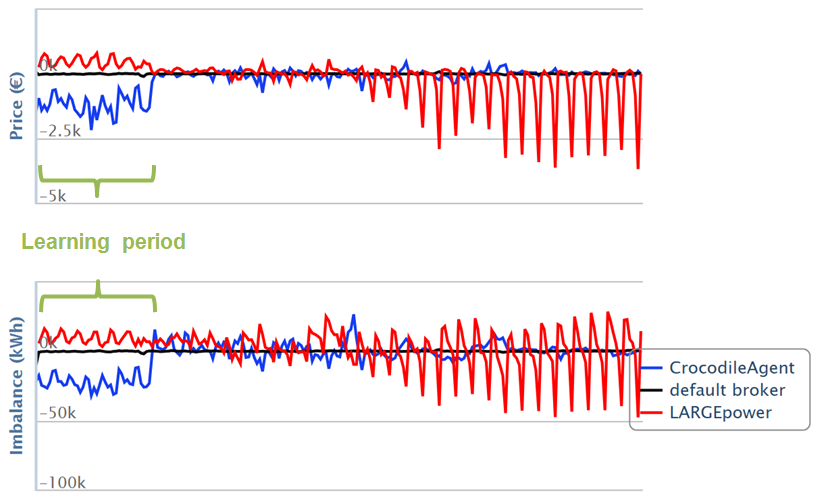 Price (€)
0k
−2.5k
−5k
Learning period
Imbalance (kWh)
0k
−50k
−100k
CrocodileAgent
default broker
LARGEpower